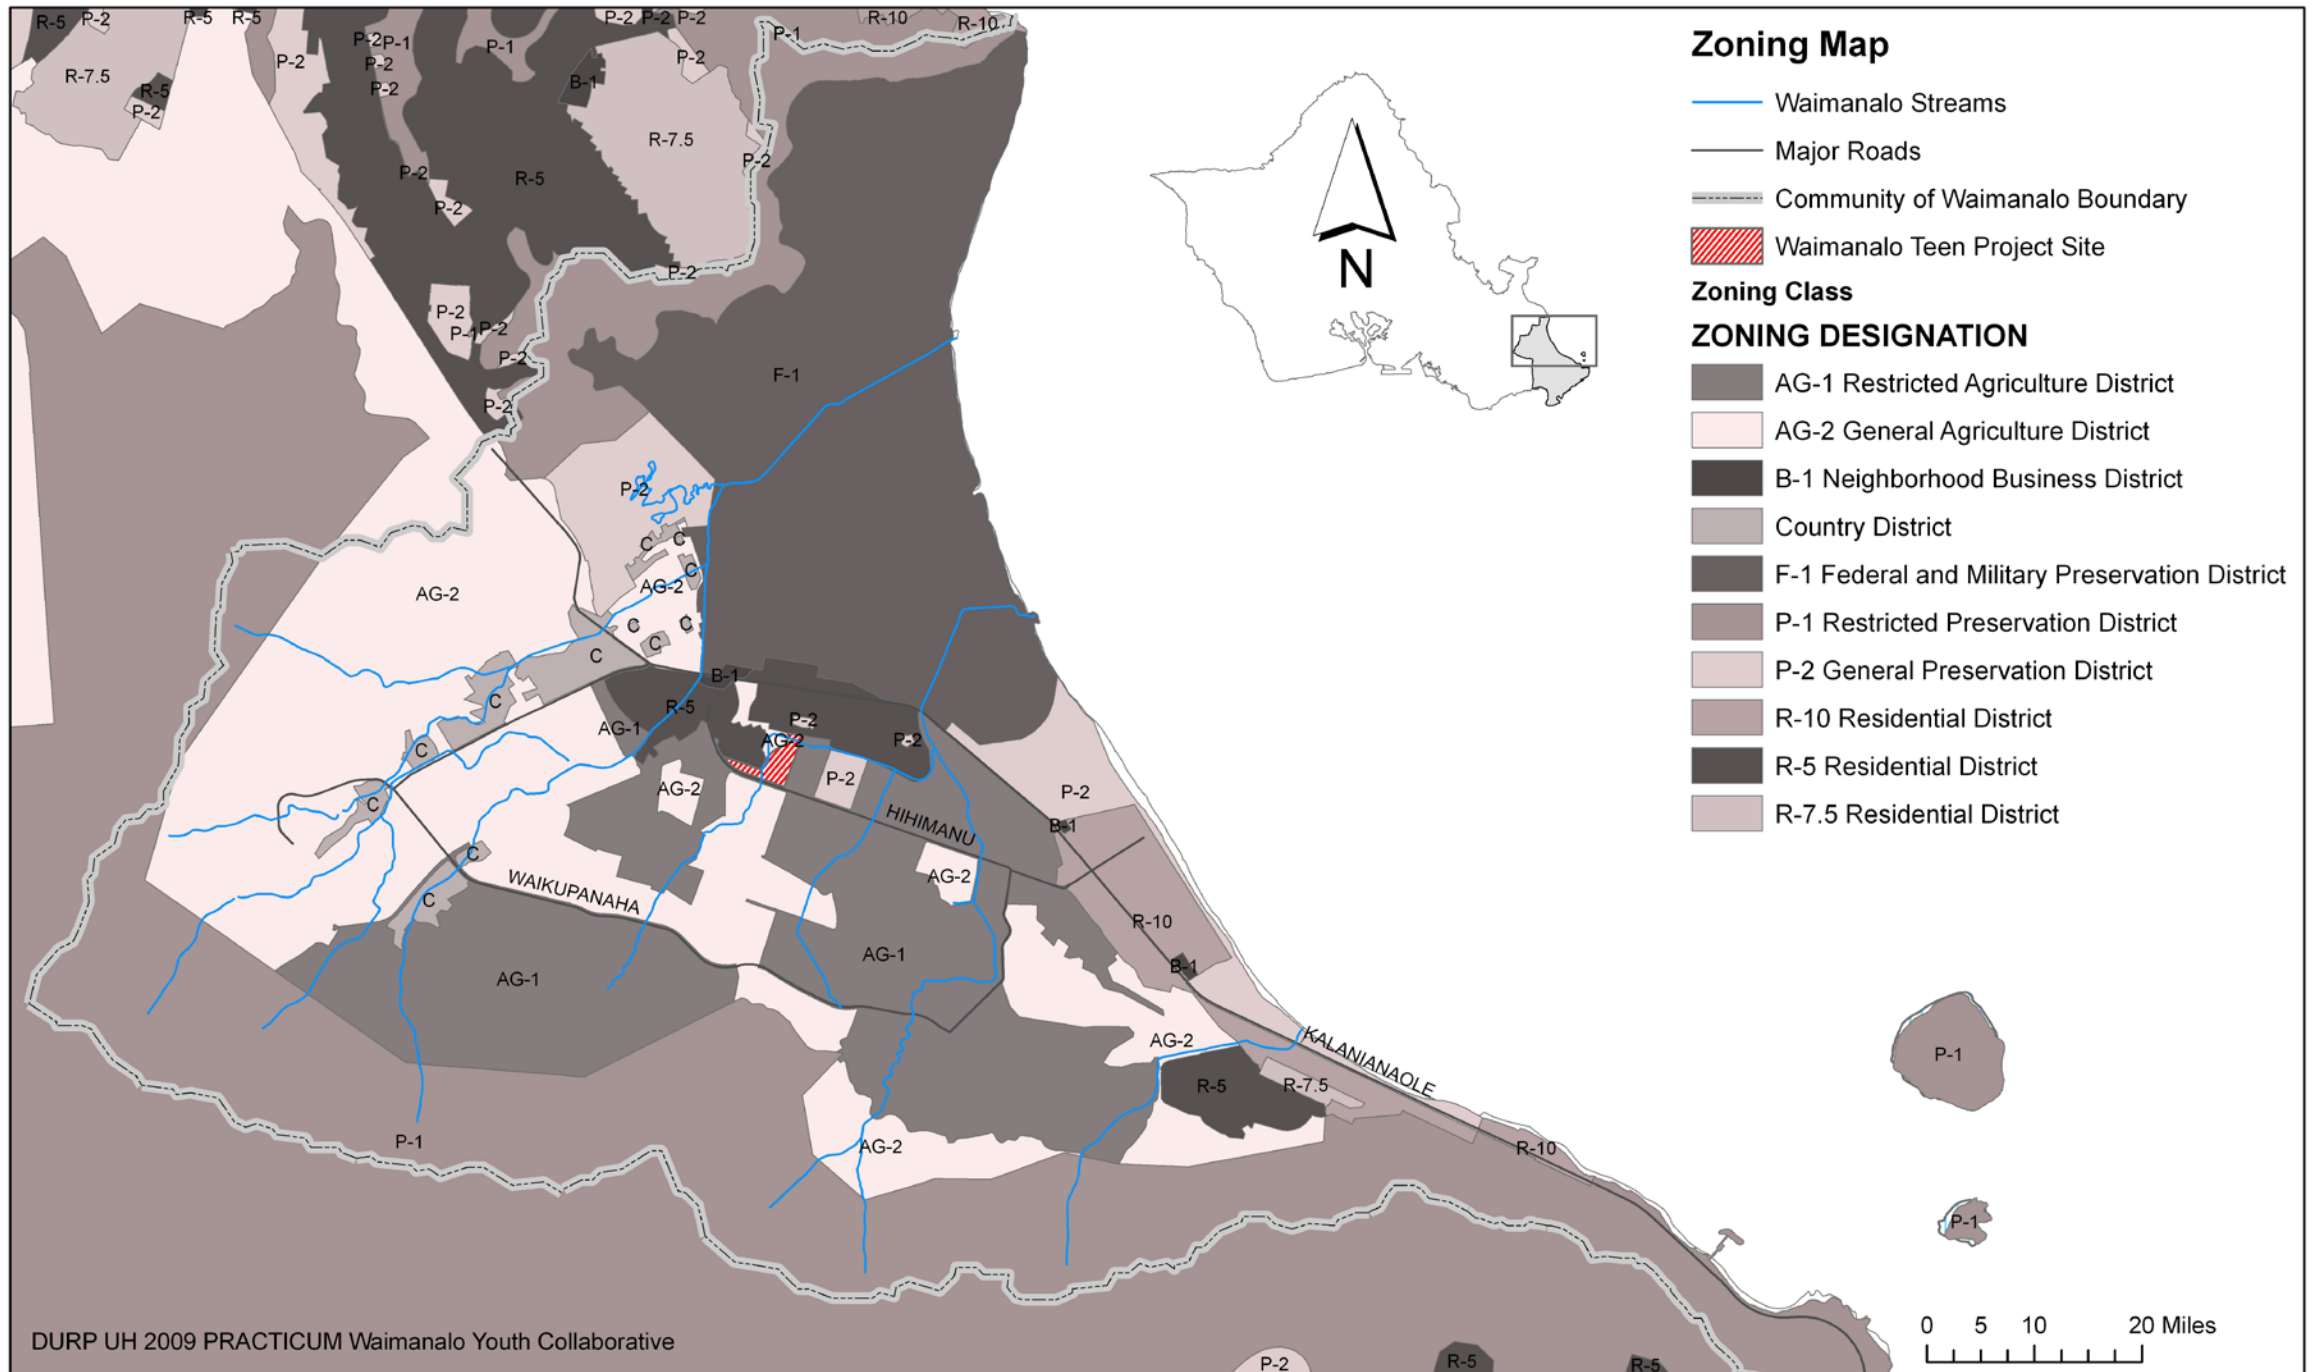 R-5
P-2
R-5
R-5
P-2
P-2
P-2
R-10
R-10
P-1
P-2
P-1
P-1
P-2
P-2
P-2
P-2
R-7.5
R-5
P-2
B-1
R-7.5
P-2
P-2
R-5
P-2
P-2
P-2
P-1
P-2
P-2
P-2
F-1
P-2
AG-2
C
C
C
AG-2
C
C
C
C
C
C
C
C
C
B-1
R-5
AG-1
P-2
AG-2
P-2
P-2
AG-2
P-2
B-1
HIHIMANU
AG-2
WAIKUPANAHA
R-10
AG-1
AG-1
B-1
AG-2
KALANIANAOLE
R-5
R-7.5
P-1
AG-2
R-10
P-1
P-1
P-2
R-5
R-5
DURP UH 2009 PRACTICUM Waimanalo Youth Collaborative
N
Zoning Map
Waimanalo Streams
Major Roads
Community of Waimanalo Boundary
Waimanalo Teen Project Site
Zoning Class
ZONING DESIGNATION
AG-1 Restricted Agriculture District
AG-2 General Agriculture District
B-1 Neighborhood Business District
Country District
F-1 Federal and Military Preservation District
P-1 Restricted Preservation District
P-2 General Preservation District
R-10 Residential District
R-5 Residential District
R-7.5 Residential District
0 5 10 20 Miles